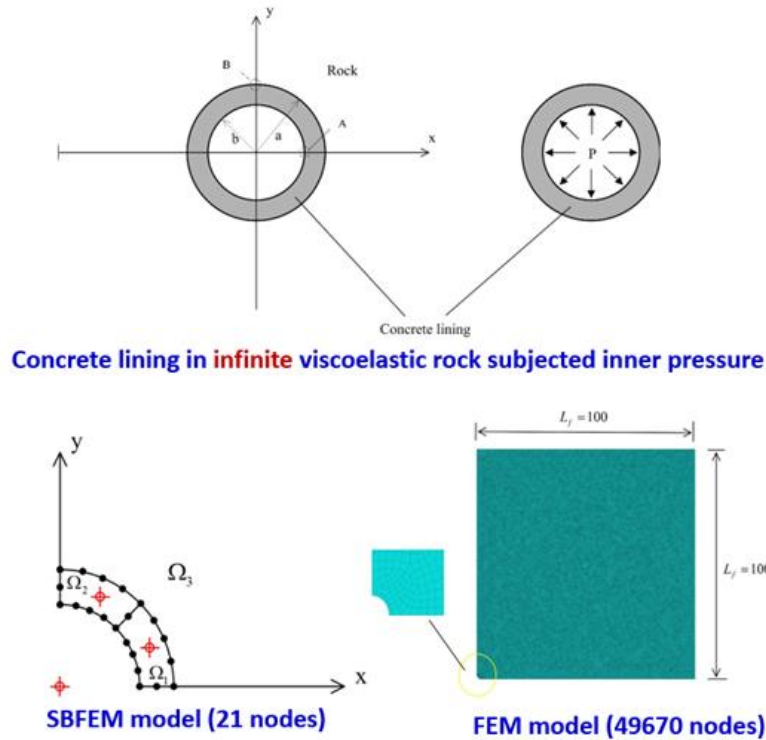 y
B
Rock
A
b
a
x
P
Concrete lining
Concrete lining in infinite viscoelastic rock subjected inner pressure
y
Ω₂
Ω₃
Ω₁
x
SBFEM model (21 nodes)
L_f =100
L_f =100
FEM model (49670 nodes)